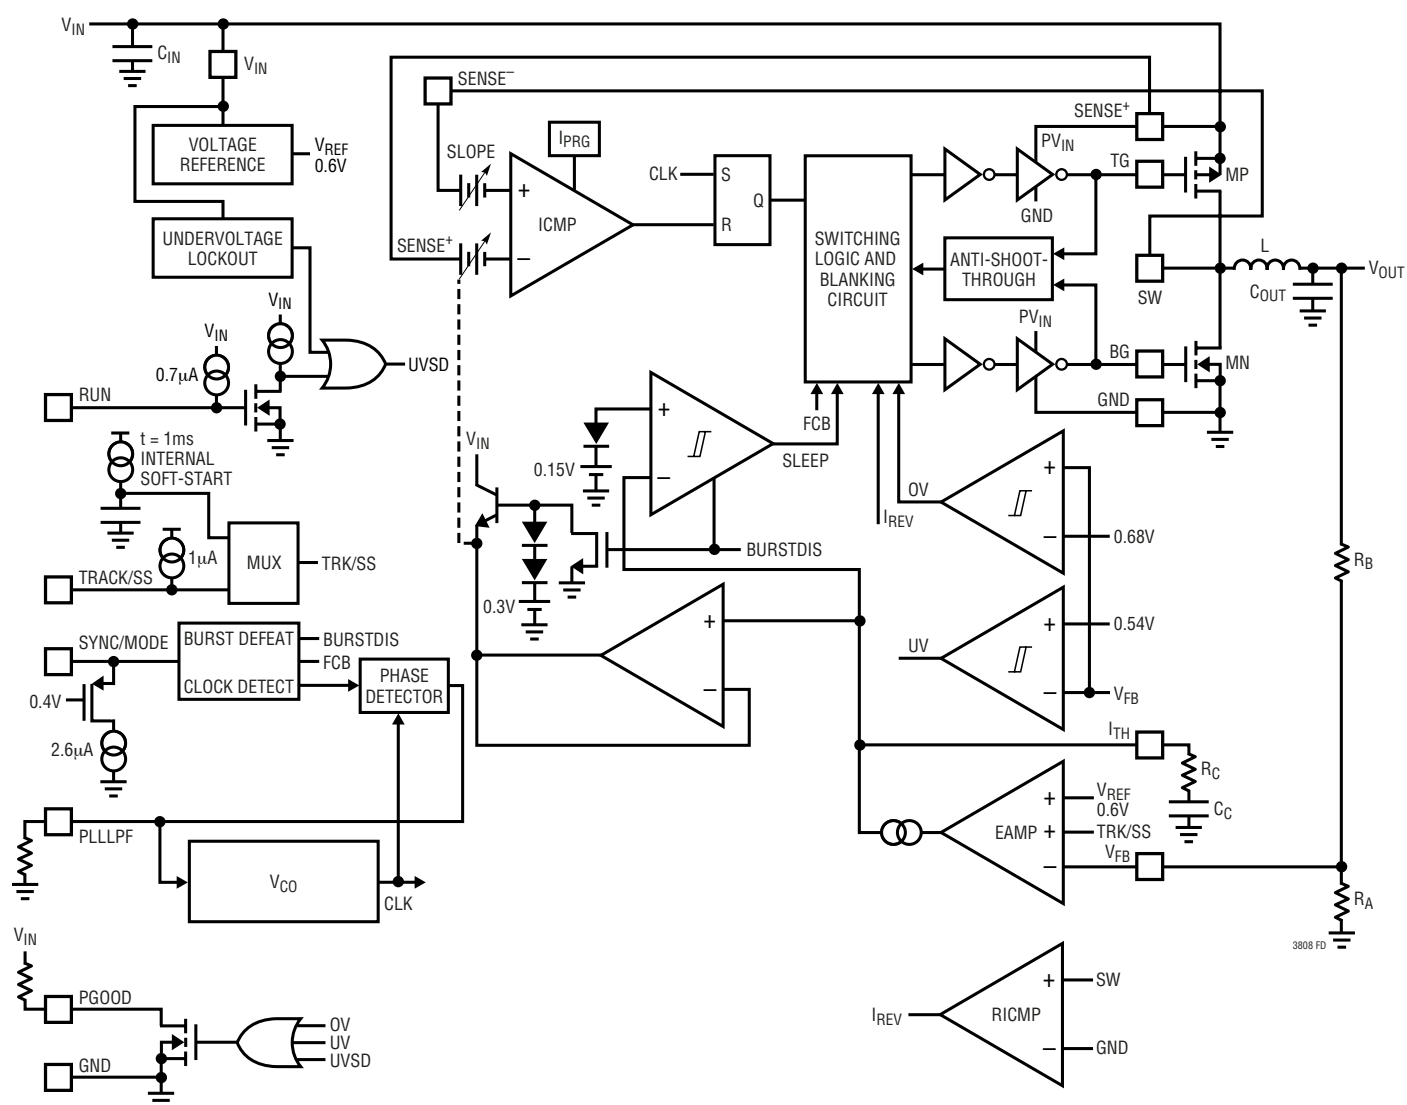 VIN
CIN
VIN
VOLTAGE
REFERENCE
VREF
0.6V
UNDERVOLTAGE
LOCKOUT
VIN
VIN
0.7µA
UVSD
RUN
t = 1ms
INTERNAL
SOFT-START
1µA
MUX
TRK/SS
TRACK/SS
SYNC/MODE
BURST DEFEAT
BURSTDIS
FCB
CLOCK DETECT
PHASE
DETECTOR
0.4V
2.6µA
PLLLPF
VCO
CLK
VIN
PGOOD
GND
OV
UV
UVSD
SENSE–
SLOPE
IPRG
+
ICMP
–
SENSE+
CLK
S
Q
R
SWITCHING
LOGIC AND
BLANKING
CIRCUIT
PVIN
GND
ANTI-SHOOT-
THROUGH
PVIN
SENSE+
TG
MP
SW
L
VOUT
COUT
BG
MN
GND
FCB
SLEEP
IREV
OV
+
–
0.15V
VIN
BURSTDIS
0.3V
+
–
0.68V
+
–
0.54V
UV
+
–
VFB
RB
+
–
ITH
RC
CC
EAMP
+
+
–
VREF
0.6V
TRK/SS
VFB
RA
3808 FD
IREV
RICMP
+
–
SW
GND